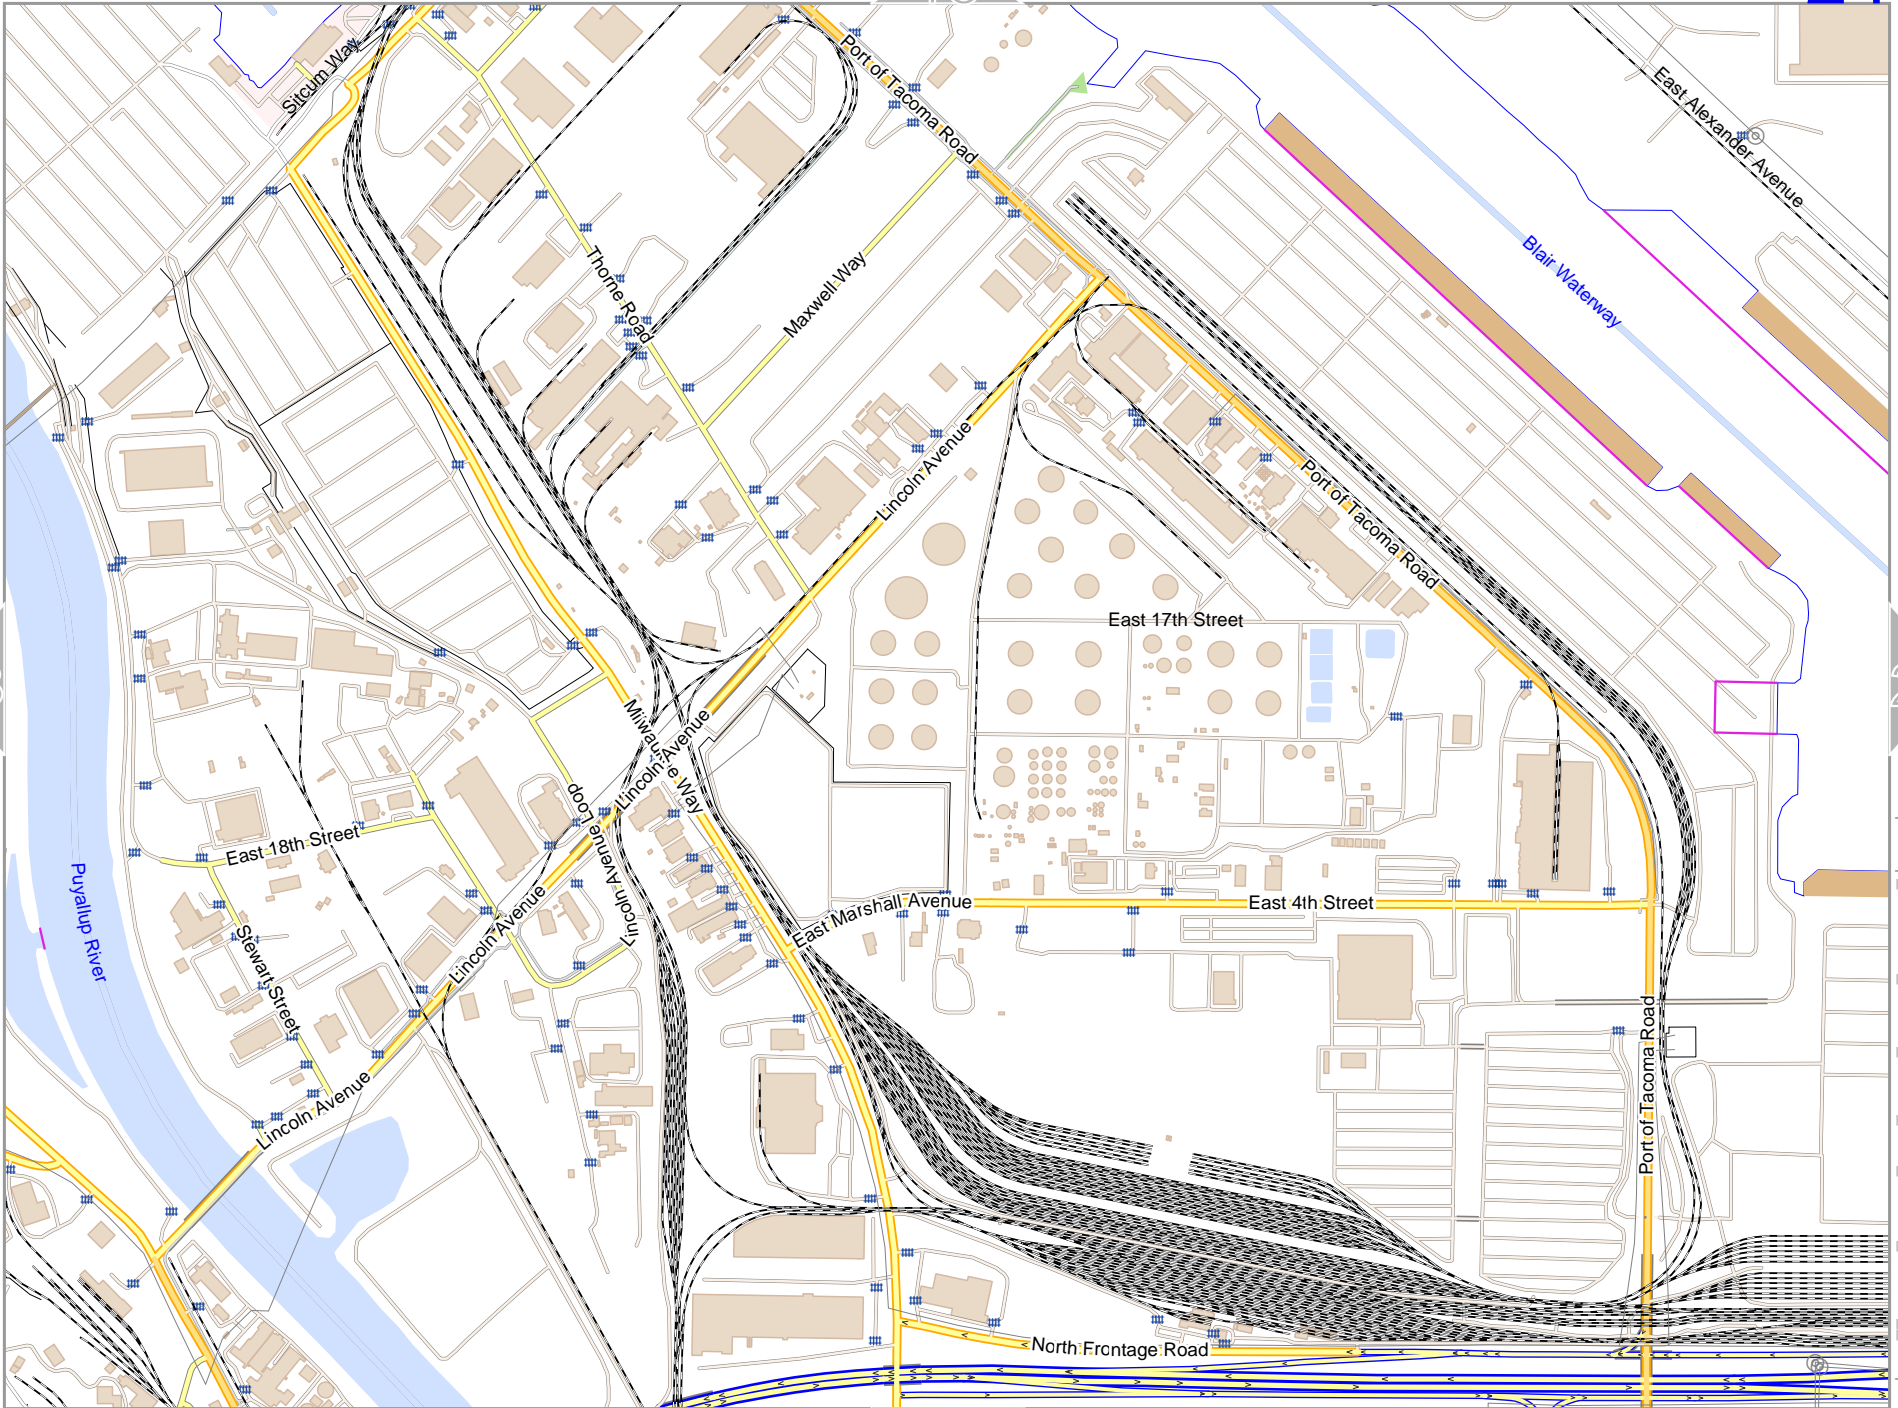 Sitcum Way
Port of Tacoma Road
East Alexander Avenue
Thorne Road
Maxwell Way
Blair Waterway
Lincoln Avenue
Port of Tacoma Road
East 17th Street
Milwaukee Way
Lincoln Avenue
Lincoln Avenue Loop
East 18th Street
Puyallup River
Stewart Street
Lincoln Avenue
East Marshall Avenue
East 4th Street
Port of Tacoma Road
Lincoln Avenue
North Frontage Road